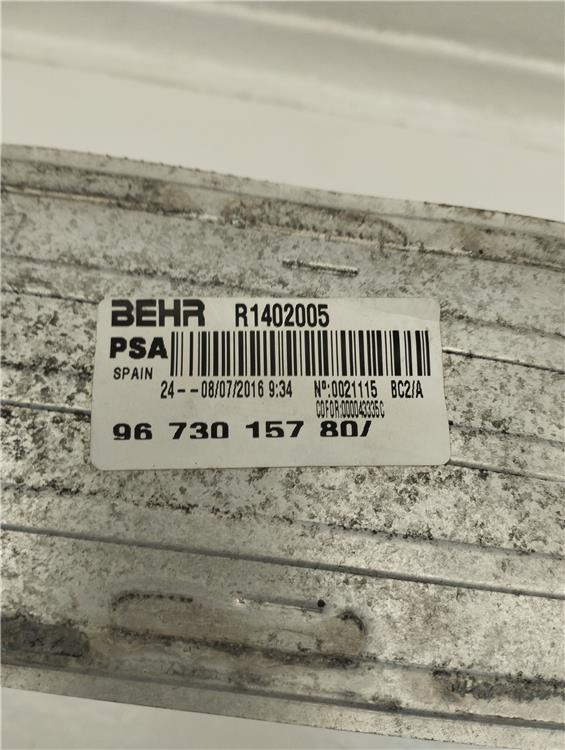 BEHR R1402005
PSA
SPAIN
24--08/07/2016 9:34 Nº:0021115 BC2/A
COFOR:000043335C
96 730 157 80/